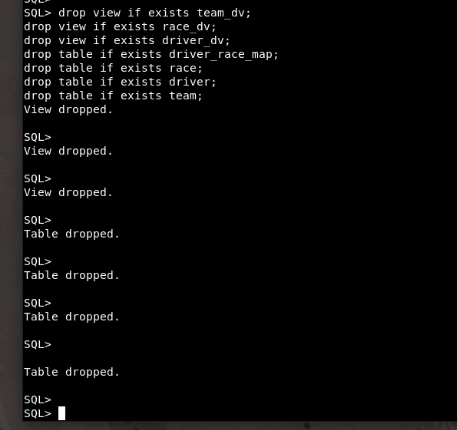 SQL>
SQL> drop view if exists team_dv;
drop view if exists race_dv;
drop view if exists driver_dv;
drop table if exists driver_race_map;
drop table if exists race;
drop table if exists driver;
drop table if exists team;
View dropped.
SQL>
View dropped.
SQL>
View dropped.
SQL>
Table dropped.
SQL>
Table dropped.
SQL>
Table dropped.
SQL>
Table dropped.
SQL>
SQL>